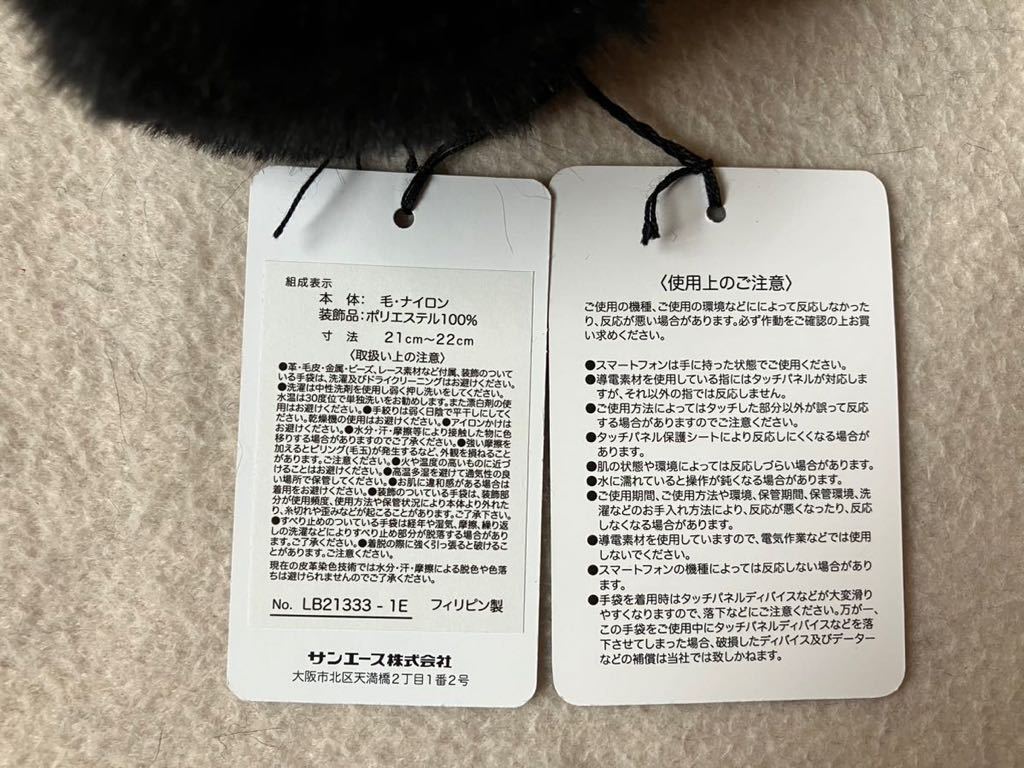 組成表示
本 体: 毛・ナイロン
装飾品:ポリエステル100%
寸 法 21cm〜22cm
〈取扱い上の注意〉
●革・毛皮・金属・ビーズ、レース素材など付属、装飾のついて
いる手袋は、洗濯及びドライクリーニングはお避けください。
●洗濯は中性洗剤を使用し弱く押し洗いをしてください。
水温は30度位で単独洗いをお勧めします。また漂白剤の使
用はお避けください。●手絞りは弱く日陰で平干しにしてく
ださい。乾燥機の使用はお避けください。●アイロンかけは
お避けください。●水分・汗・摩擦等により接触した物に色
移りする場合がありますのでご了承ください。●強い摩擦を
加えるとピリング(毛玉)が発生するなど、外観を損ねること
があります。ご注意ください。●火や温度の高いものに近づ
けることはお避けください。●高温多湿を避けて通気性の良
い場所で保管してください。●お肌に違和感がある場合は
着用をお避けください。●装飾のついている手袋は、装飾部
分が使用頻度、使用方法や保管状況により本体より外れた
り、糸切れや歪みなどが起こることがあります。ご了承下さい。
●すべり止めのついている手袋は経年や湿気、摩擦、繰り返し
の洗濯などによりすべり止め部分が脱落する場合があり
ます。ご了承ください。●着脱の際に強く引っ張ると破けるこ
とがあります。ご注意ください。
現在の皮革染色技術では水分・汗・摩擦による脱色や色落
ちは避けられませんのでご了承ください。
No. LB21333 - 1E フィリピン製
サンエース株式会社
大阪市北区天満橋2丁目1番2号
〈使用上のご注意〉
ご使用の機種、ご使用の環境などにによって反応しなかった
り、反応が悪い場合があります。必ず作動をご確認の上お買
い求めください。
●スマートフォンは手に持った状態でご使用ください。
●導電素材を使用している指にはタッチパネルが対応しま
すが、それ以外の指では反応しません。
●ご使用方法によってはタッチした部分以外が誤って反応
する場合がありますのでご了承ください。
●タッチパネル保護シートにより反応しにくくなる場合が
あります。
●肌の状態や環境によっては反応しづらい場合があります。
●水に濡れていると操作が鈍くなる場合があります。
●ご使用期間、ご使用方法や環境、保管期間、保管環境、洗
濯などのお手入れ方法により、反応が悪くなったり、反応
しなくなる場合があります。
●導電素材を使用していますので、電気作業などでは使用
しないでください。
●スマートフォンの機種によっては反応しない場合があり
ます。
●手袋を着用時はタッチパネルディバイスなどが大変滑り
やすくなりますので、落下などにご注意ください。万が一、
この手袋をご使用中にタッチパネルディバイスなどを落
下させてしまった場合、破損したディバイス及びデーター
などの補償は当社では致しかねます。